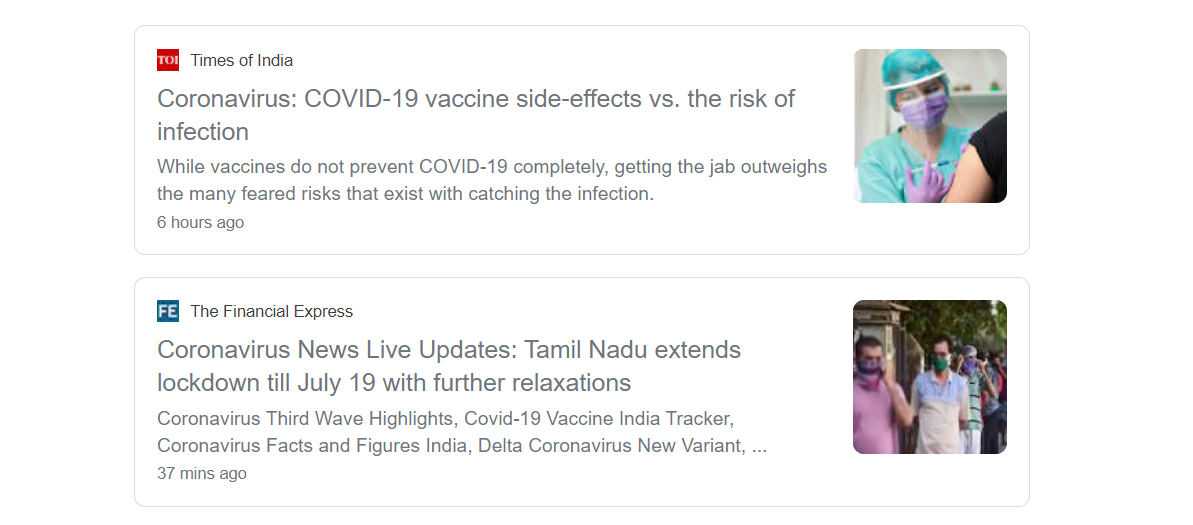 TOI Times of India
Coronavirus: COVID-19 vaccine side-effects vs. the risk of
infection
While vaccines do not prevent COVID-19 completely, getting the jab outweighs
the many feared risks that exist with catching the infection.
6 hours ago
FE The Financial Express
Coronavirus News Live Updates: Tamil Nadu extends
lockdown till July 19 with further relaxations
Coronavirus Third Wave Highlights, Covid-19 Vaccine India Tracker,
Coronavirus Facts and Figures India, Delta Coronavirus New Variant, ...
37 mins ago